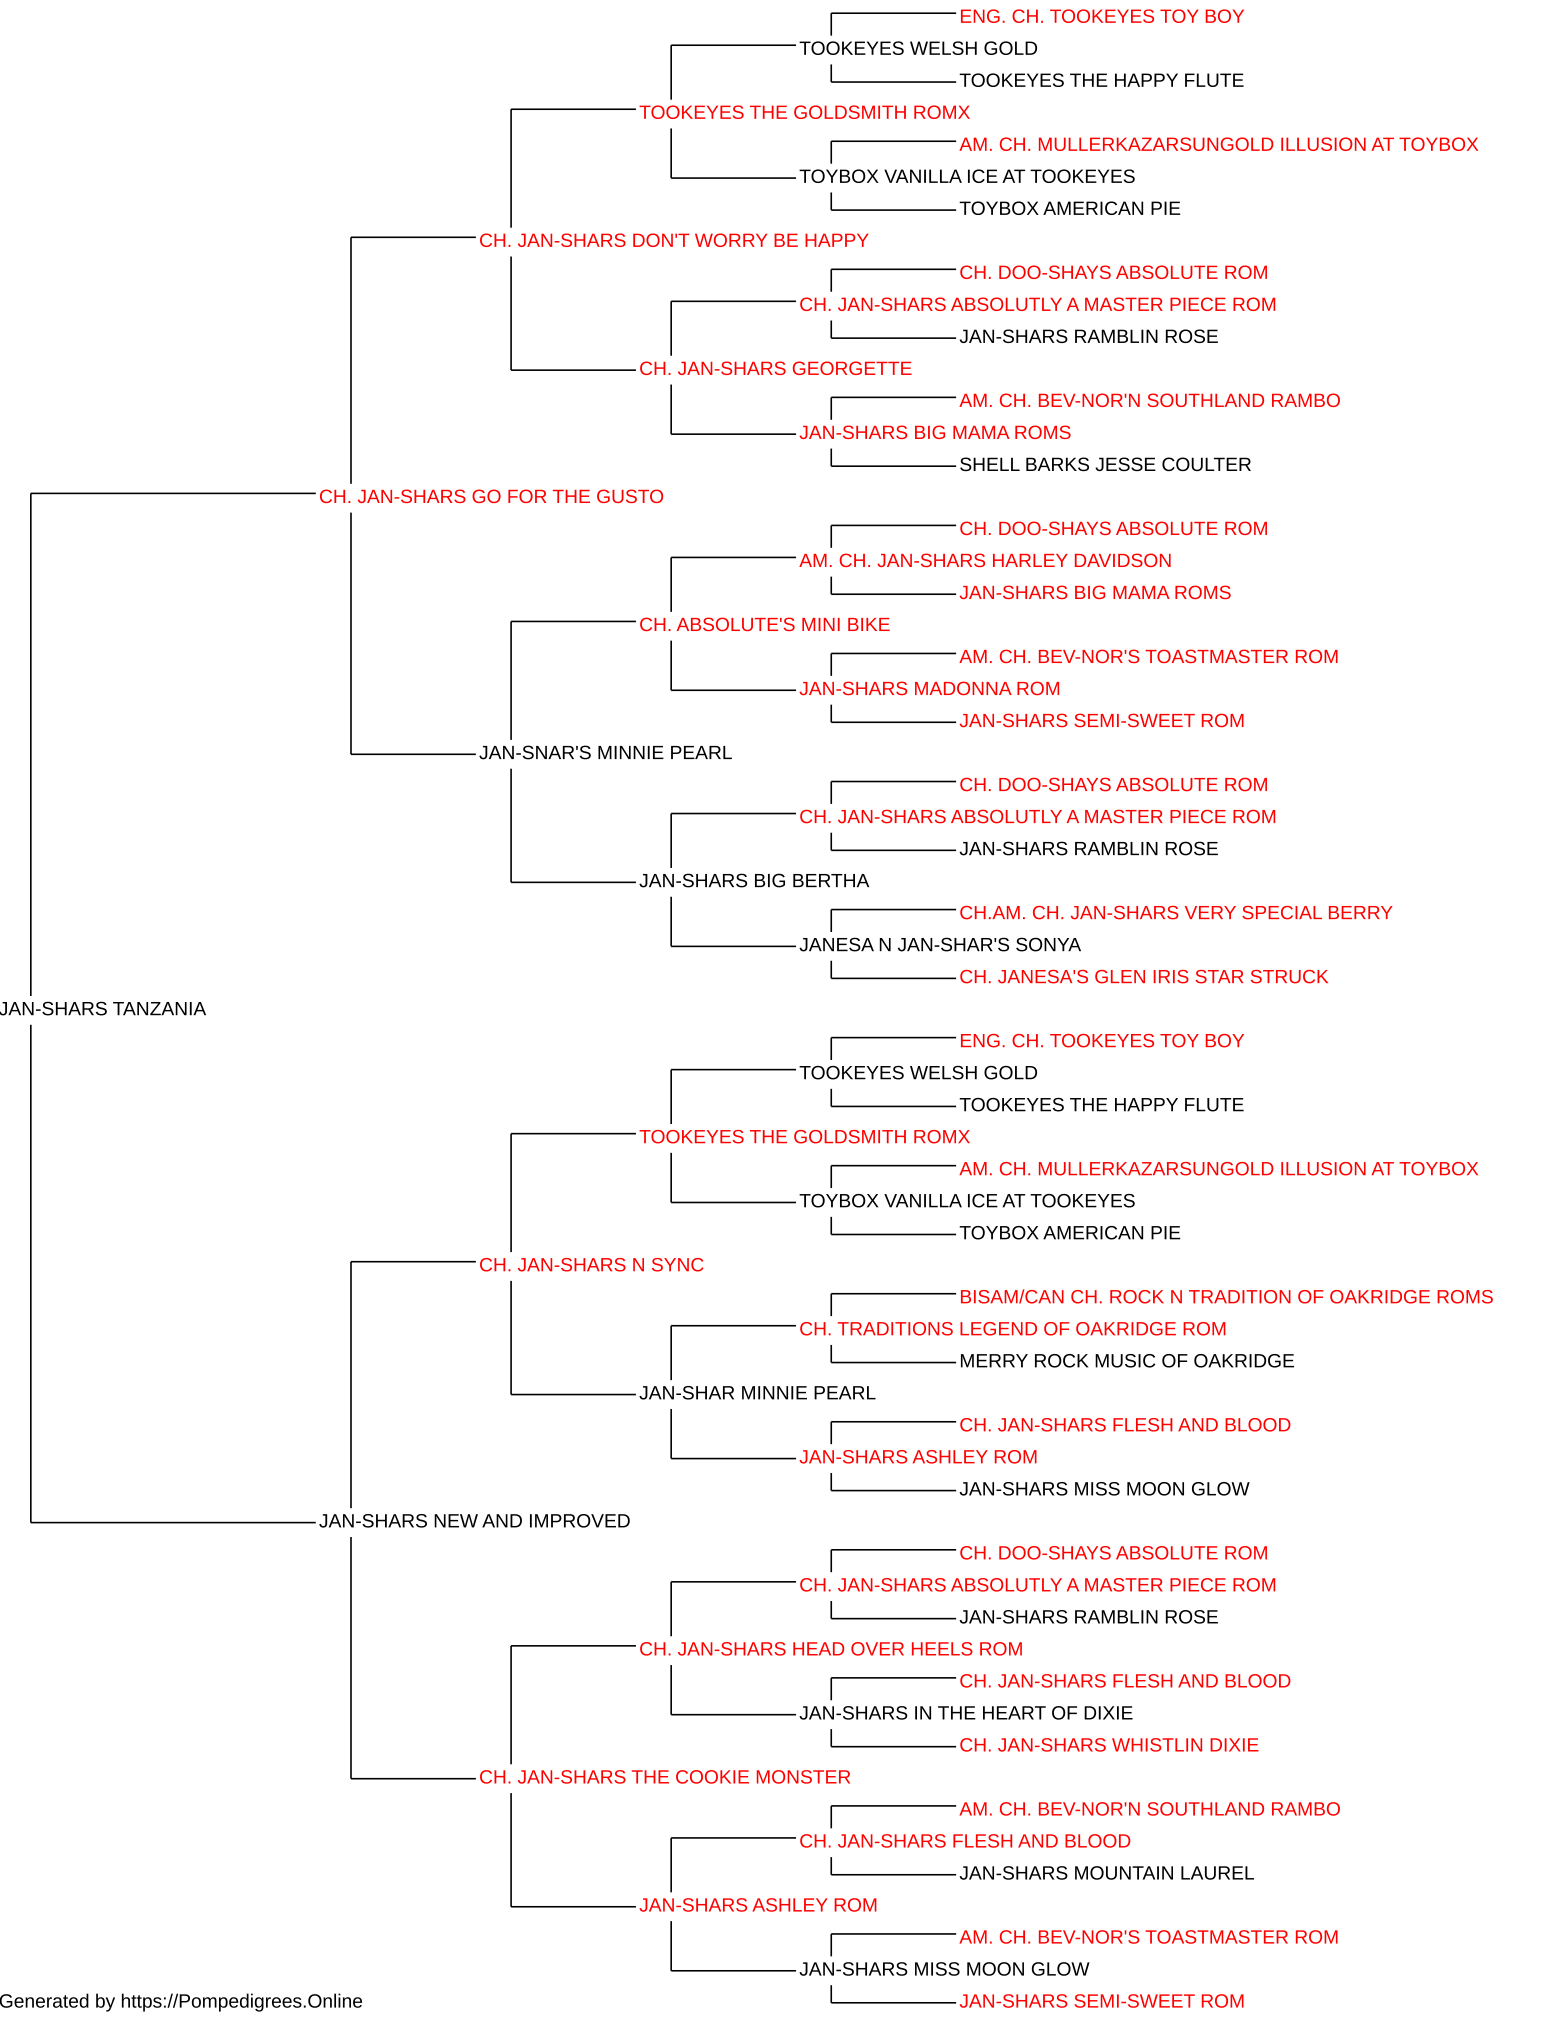 ENG. CH. TOOKEYES TOY BOY
TOOKEYES WELSH GOLD
TOOKEYES THE HAPPY FLUTE
TOOKEYES THE GOLDSMITH ROMX
AM. CH. MULLERKAZARSUNGOLD ILLUSION AT TOYBOX
TOYBOX VANILLA ICE AT TOOKEYES
TOYBOX AMERICAN PIE
CH. JAN-SHARS DON'T WORRY BE HAPPY
CH. DOO-SHAYS ABSOLUTE ROM
CH. JAN-SHARS ABSOLUTLY A MASTER PIECE ROM
JAN-SHARS RAMBLIN ROSE
CH. JAN-SHARS GEORGETTE
AM. CH. BEV-NOR'N SOUTHLAND RAMBO
JAN-SHARS BIG MAMA ROMS
SHELL BARKS JESSE COULTER
CH. JAN-SHARS GO FOR THE GUSTO
CH. DOO-SHAYS ABSOLUTE ROM
AM. CH. JAN-SHARS HARLEY DAVIDSON
JAN-SHARS BIG MAMA ROMS
CH. ABSOLUTE'S MINI BIKE
AM. CH. BEV-NOR'S TOASTMASTER ROM
JAN-SHARS MADONNA ROM
JAN-SHARS SEMI-SWEET ROM
JAN-SNAR'S MINNIE PEARL
CH. DOO-SHAYS ABSOLUTE ROM
CH. JAN-SHARS ABSOLUTLY A MASTER PIECE ROM
JAN-SHARS RAMBLIN ROSE
JAN-SHARS BIG BERTHA
CH.AM. CH. JAN-SHARS VERY SPECIAL BERRY
JANESA N JAN-SHAR'S SONYA
CH. JANESA'S GLEN IRIS STAR STRUCK
JAN-SHARS TANZANIA
ENG. CH. TOOKEYES TOY BOY
TOOKEYES WELSH GOLD
TOOKEYES THE HAPPY FLUTE
TOOKEYES THE GOLDSMITH ROMX
AM. CH. MULLERKAZARSUNGOLD ILLUSION AT TOYBOX
TOYBOX VANILLA ICE AT TOOKEYES
TOYBOX AMERICAN PIE
CH. JAN-SHARS N SYNC
BISAM/CAN CH. ROCK N TRADITION OF OAKRIDGE ROMS
CH. TRADITIONS LEGEND OF OAKRIDGE ROM
MERRY ROCK MUSIC OF OAKRIDGE
JAN-SHAR MINNIE PEARL
CH. JAN-SHARS FLESH AND BLOOD
JAN-SHARS ASHLEY ROM
JAN-SHARS MISS MOON GLOW
JAN-SHARS NEW AND IMPROVED
CH. DOO-SHAYS ABSOLUTE ROM
CH. JAN-SHARS ABSOLUTLY A MASTER PIECE ROM
JAN-SHARS RAMBLIN ROSE
CH. JAN-SHARS HEAD OVER HEELS ROM
CH. JAN-SHARS FLESH AND BLOOD
JAN-SHARS IN THE HEART OF DIXIE
CH. JAN-SHARS WHISTLIN DIXIE
CH. JAN-SHARS THE COOKIE MONSTER
AM. CH. BEV-NOR'N SOUTHLAND RAMBO
CH. JAN-SHARS FLESH AND BLOOD
JAN-SHARS MOUNTAIN LAUREL
JAN-SHARS ASHLEY ROM
AM. CH. BEV-NOR'S TOASTMASTER ROM
JAN-SHARS MISS MOON GLOW
JAN-SHARS SEMI-SWEET ROM
Generated by https://Pompedigrees.Online